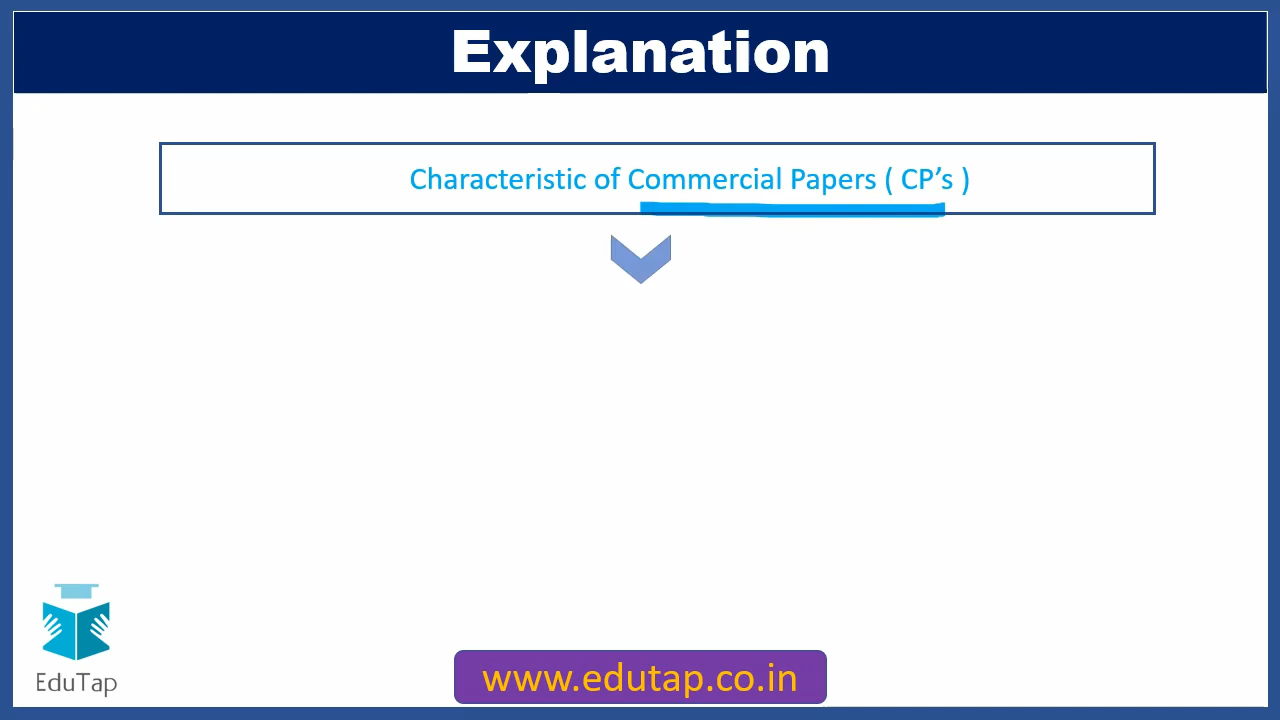 Explanation
Characteristic of Commercial Papers ( CP’s )
EduTap
www.edutap.co.in